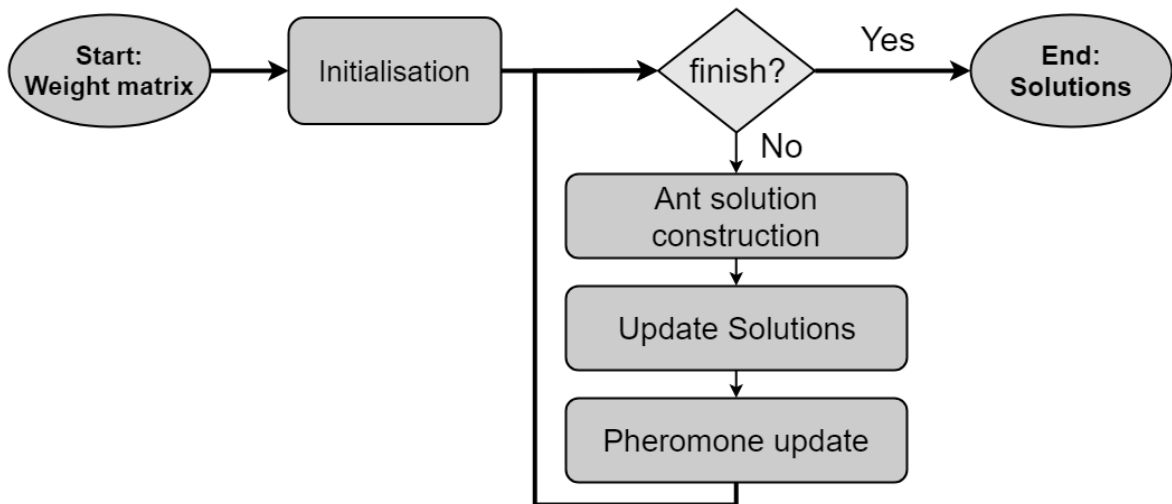 Start:
Weight matrix
Initialisation
finish?
Yes
End:
Solutions
No
Ant solution
construction
Update Solutions
Pheromone update